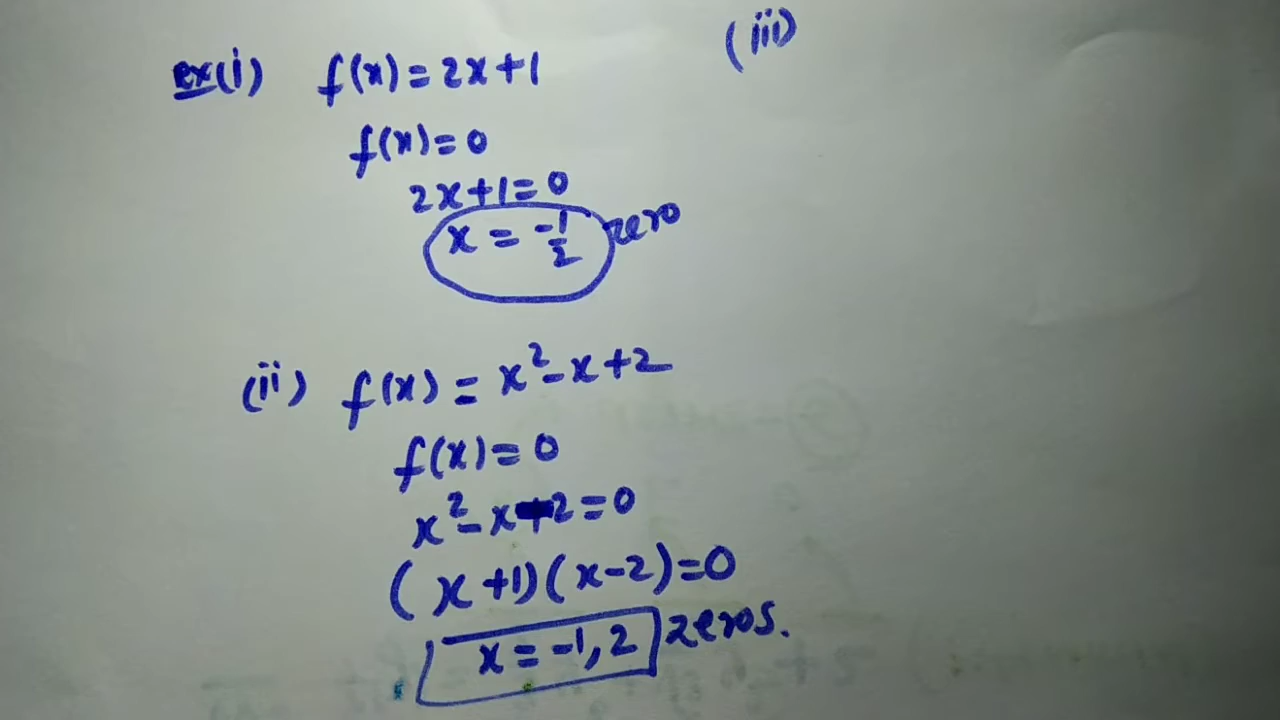 ex(i) f(x) = 2x+1
f(x) = 0
2x+1 = 0
x = -1/2 zero
(ii) f(x) = x² - x + 2
f(x) = 0
x² - x - 2 = 0
(x+1)(x-2) = 0
x = -1, 2 zeros.
(iii)